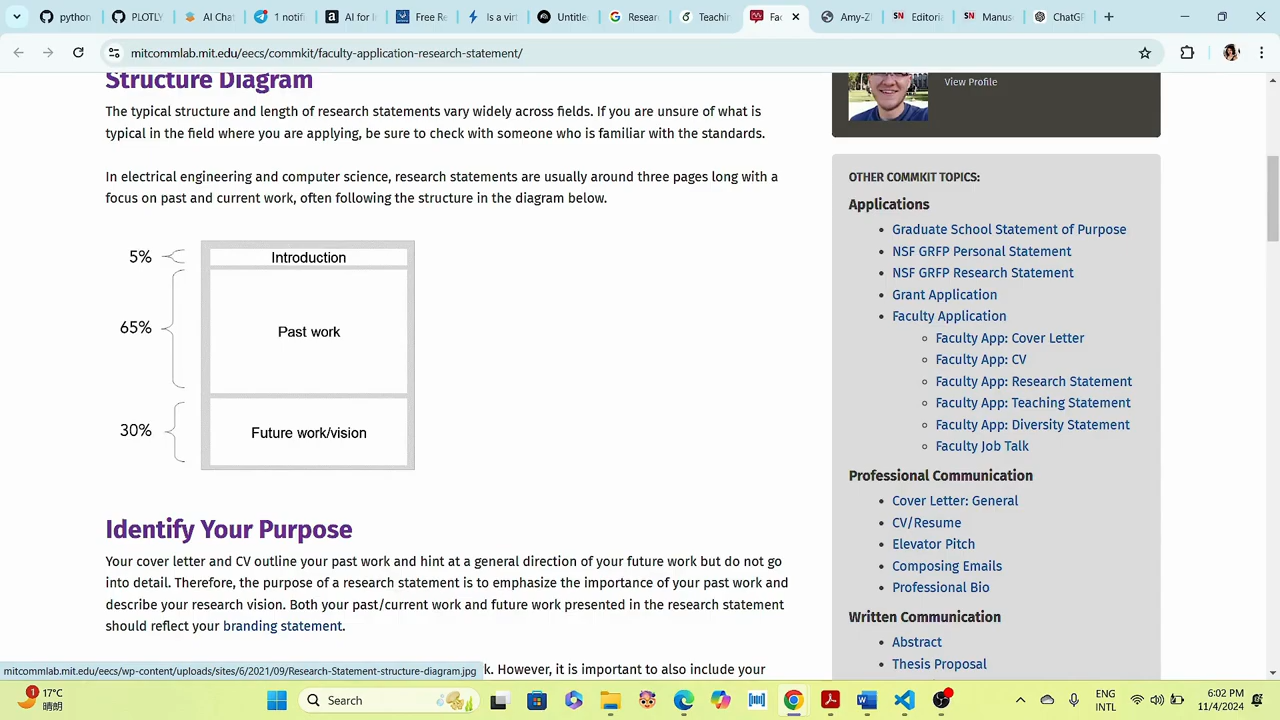 python
PLOTLY
AI Chat
1 notifi
AI for i
Free Re
Is a virt
Untitle
Resear
Teachin
Fac
Amy-Z
Editoria
Manus
ChatGP
mitcommlab.mit.edu/eecs/commkit/faculty-application-research-statement/
Structure Diagram
The typical structure and length of research statements vary widely across fields. If you are unsure of what is
typical in the field where you are applying, be sure to check with someone who is familiar with the standards.
In electrical engineering and computer science, research statements are usually around three pages long with a
focus on past and current work, often following the structure in the diagram below.
5%
Introduction
65%
Past work
30%
Future work/vision
Identify Your Purpose
Your cover letter and CV outline your past work and hint at a general direction of your future work but do not go
into detail. Therefore, the purpose of a research statement is to emphasize the importance of your past work and
describe your research vision. Both your past/current work and future work presented in the research statement
should reflect your branding statement.
k. However, it is important to also include your
mitcommlab.mit.edu/eecs/wp-content/uploads/sites/6/2021/09/Research-Statement-structure-diagram.jpg
View Profile
OTHER COMMKIT TOPICS:
Applications
Graduate School Statement of Purpose
NSF GRFP Personal Statement
NSF GRFP Research Statement
Grant Application
Faculty Application
Faculty App: Cover Letter
Faculty App: CV
Faculty App: Research Statement
Faculty App: Teaching Statement
Faculty App: Diversity Statement
Faculty Job Talk
Professional Communication
Cover Letter: General
CV/Resume
Elevator Pitch
Composing Emails
Professional Bio
Written Communication
Abstract
Thesis Proposal
1
17°C
晴朗
Search
ENG
INTL
6:02 PM
11/4/2024